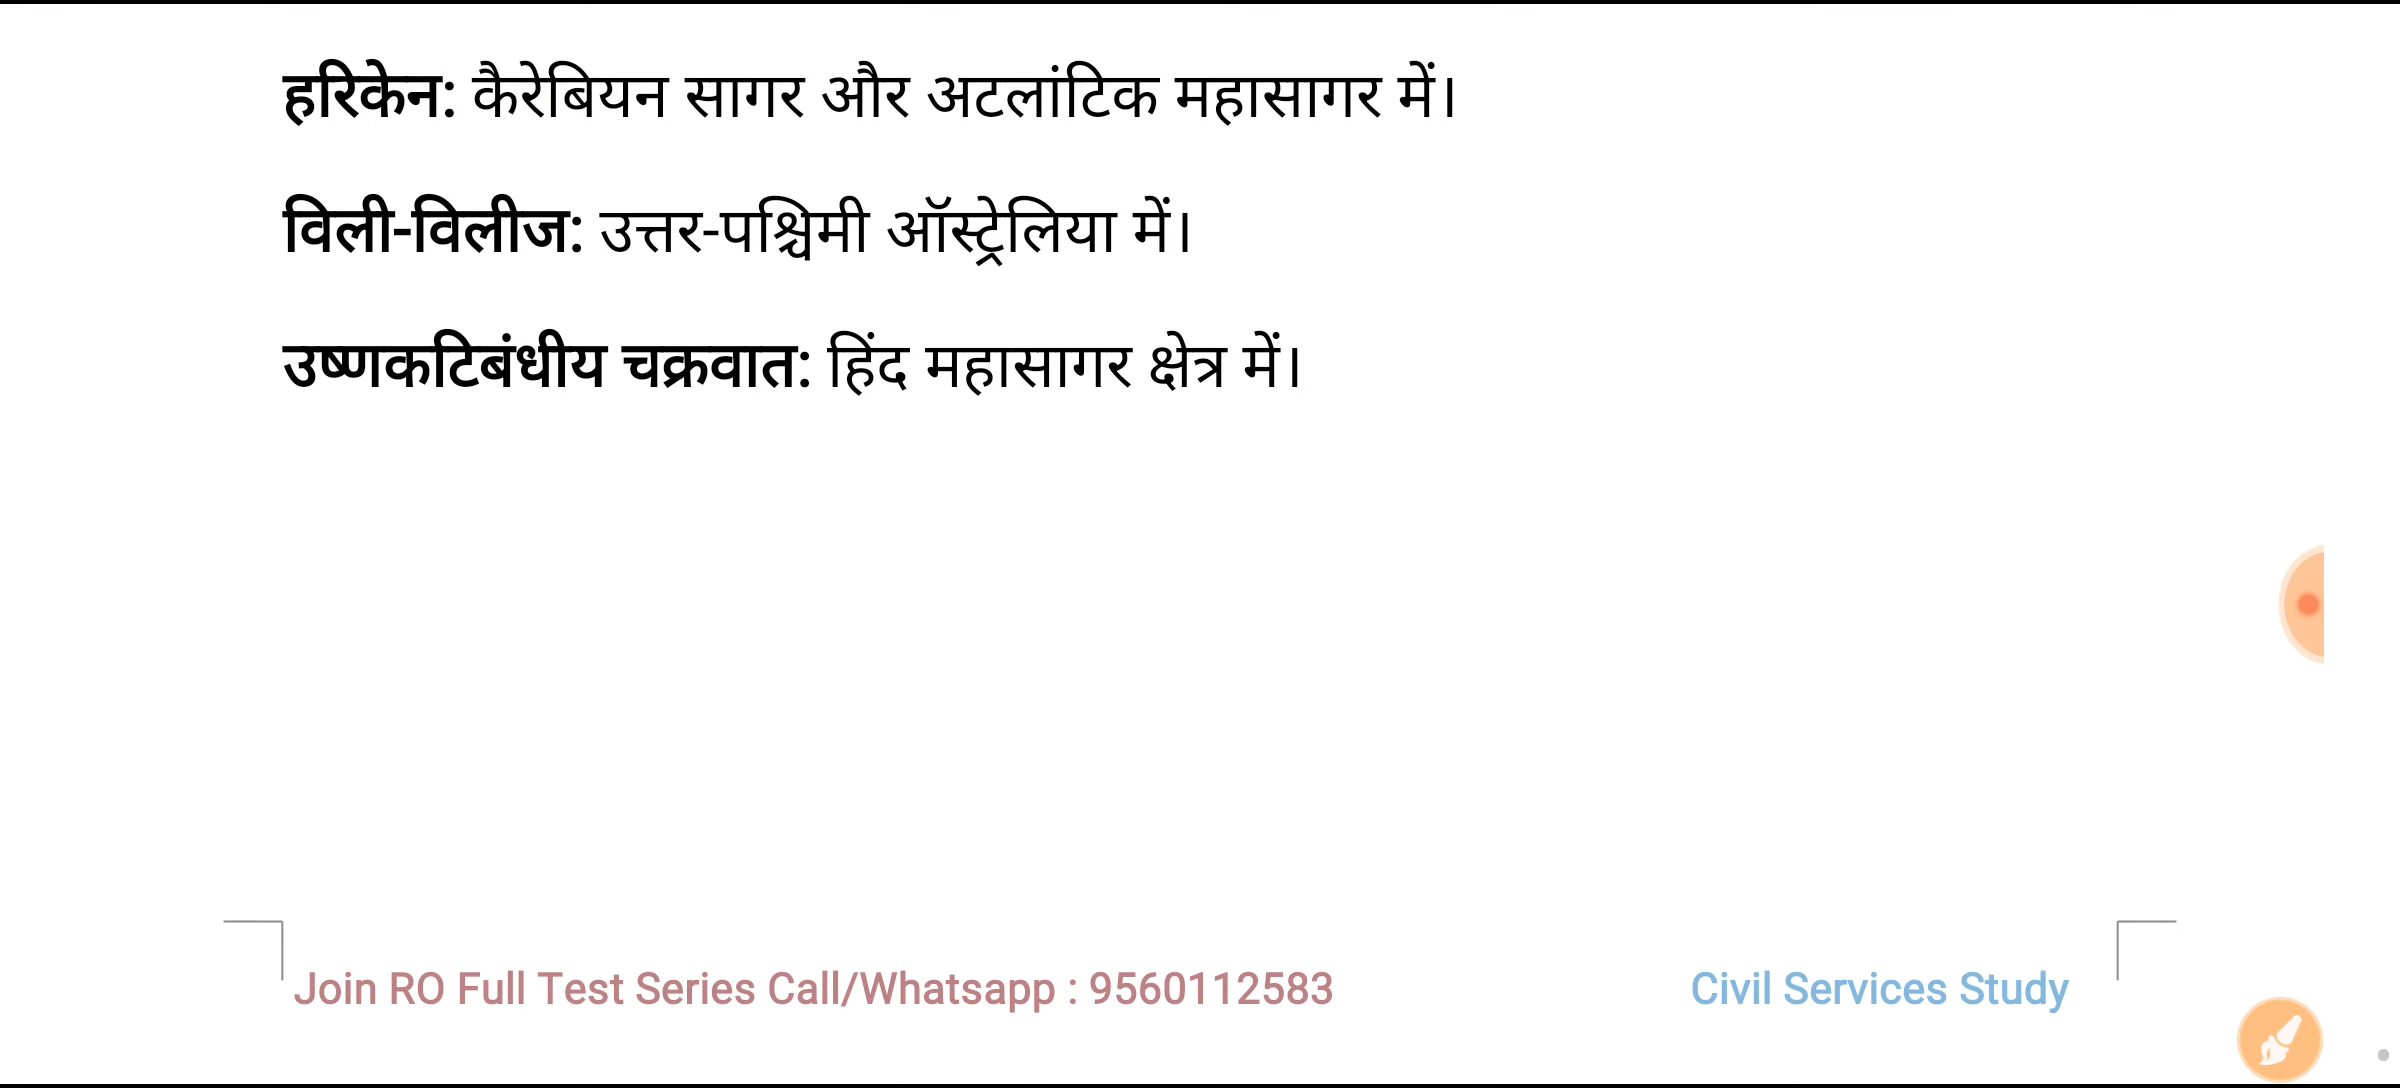 हरिकेन: कैरेबियन सागर और अटलांटिक महासागर में।
विली-विलीज: उत्तर-पश्चिमी ऑस्ट्रेलिया में।
उष्णकटिबंधीय चक्रवात: हिंद महासागर क्षेत्र में।
Join RO Full Test Series Call/Whatsapp : 9560112583
Civil Services Study